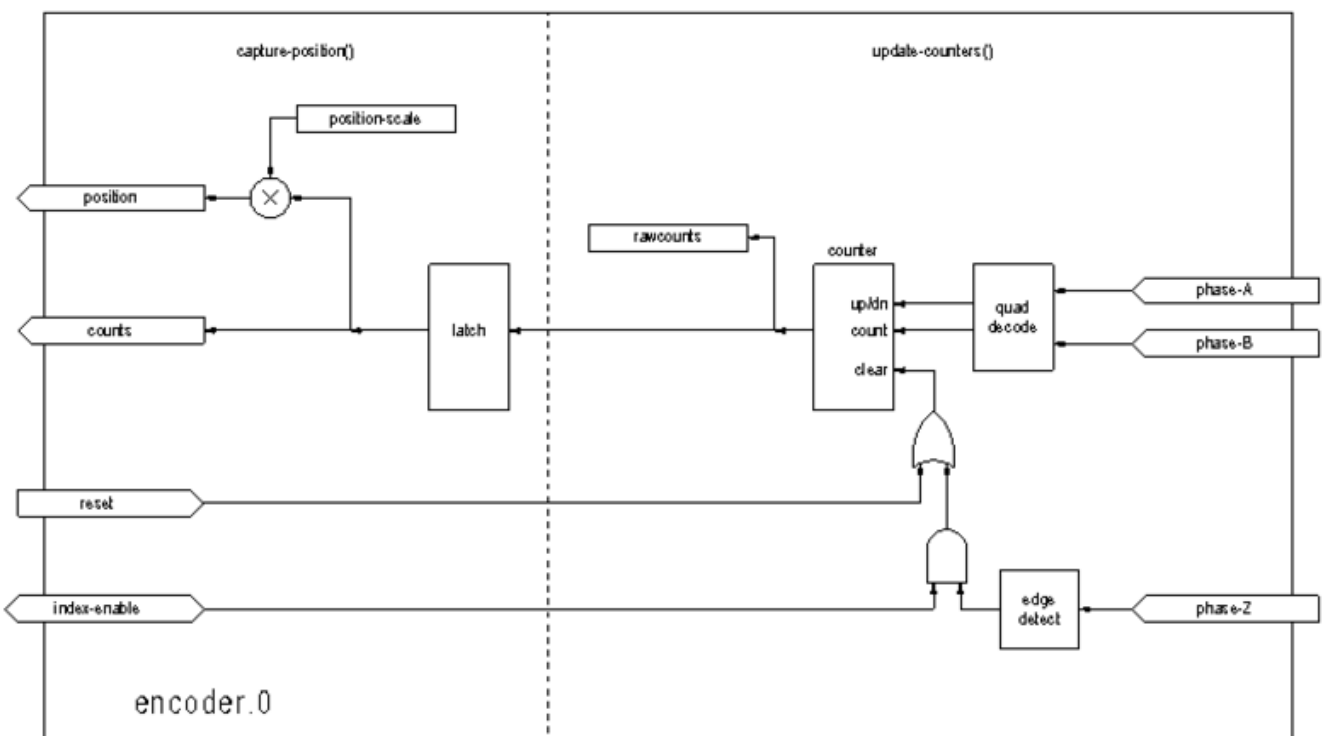 capture-position()
update-counters()
position-scale
position
rawcounts
counter
phase-A
up/dn
quad
decode
counts
latch
count
phase-B
clear
reset
index-enable
edge
detect
phase-Z
encoder.0